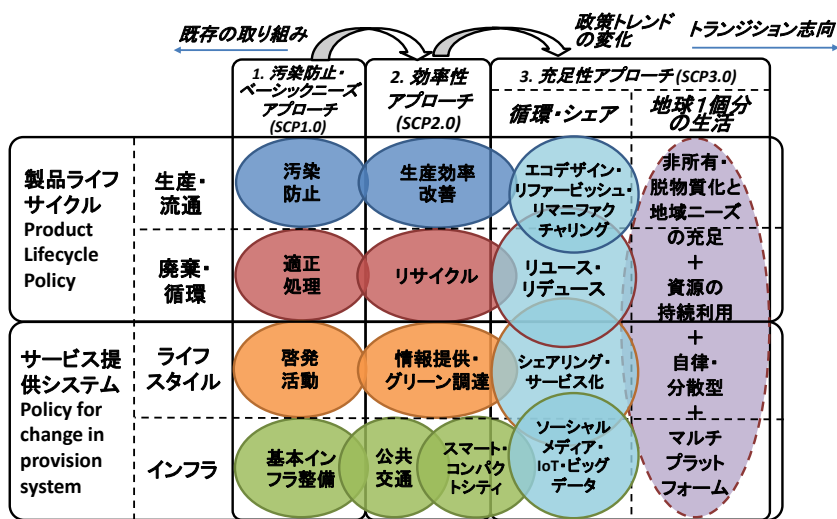 既存の取り組み
政策トレンド
の変化
トランジション志向
1. 汚染防止・
ベーシックニーズ
アプローチ
(SCP1.0)
2. 効率性
アプローチ
(SCP2.0)
3. 充足性アプローチ(SCP3.0)
循環・シェア
地球1個分
の生活
製品ライフ
サイクル
Product
Lifecycle
Policy
生産・
流通
汚染
防止
生産効率
改善
エコデザイン・
リファービッシュ・
リマニファク
チャリング
廃棄・
循環
適正
処理
リサイクル
リユース・
リデュース
サービス提
供システム
Policy for
change in
provision
system
ライフ
スタイル
啓発
活動
情報提供・
グリーン調達
シェアリング・
サービス化
インフラ
基本イン
フラ整備
公共
交通
スマート・
コンパク
トシティ
ソーシャル
メディア・
IoT・ビッグ
データ
非所有・
脱物質化と
地域ニーズ
の充足
+
資源の
持続利用
+
自律・
分散型
+
マルチ
プラット
フォーム